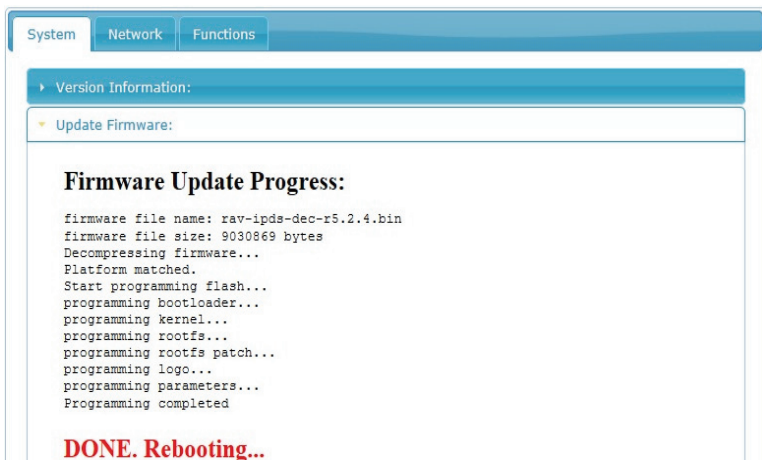 System Network Functions
Version Information:
Update Firmware:
Firmware Update Progress:
firmware file name: rav-ipds-dec-r5.2.4.bin
firmware file size: 9030869 bytes
Decompressing firmware...
Platform matched.
Start programming flash...
programming bootloader...
programming kernel...
programming rootfs...
programming rootfs patch...
programming logo...
programming parameters...
Programming completed
DONE. Rebooting...